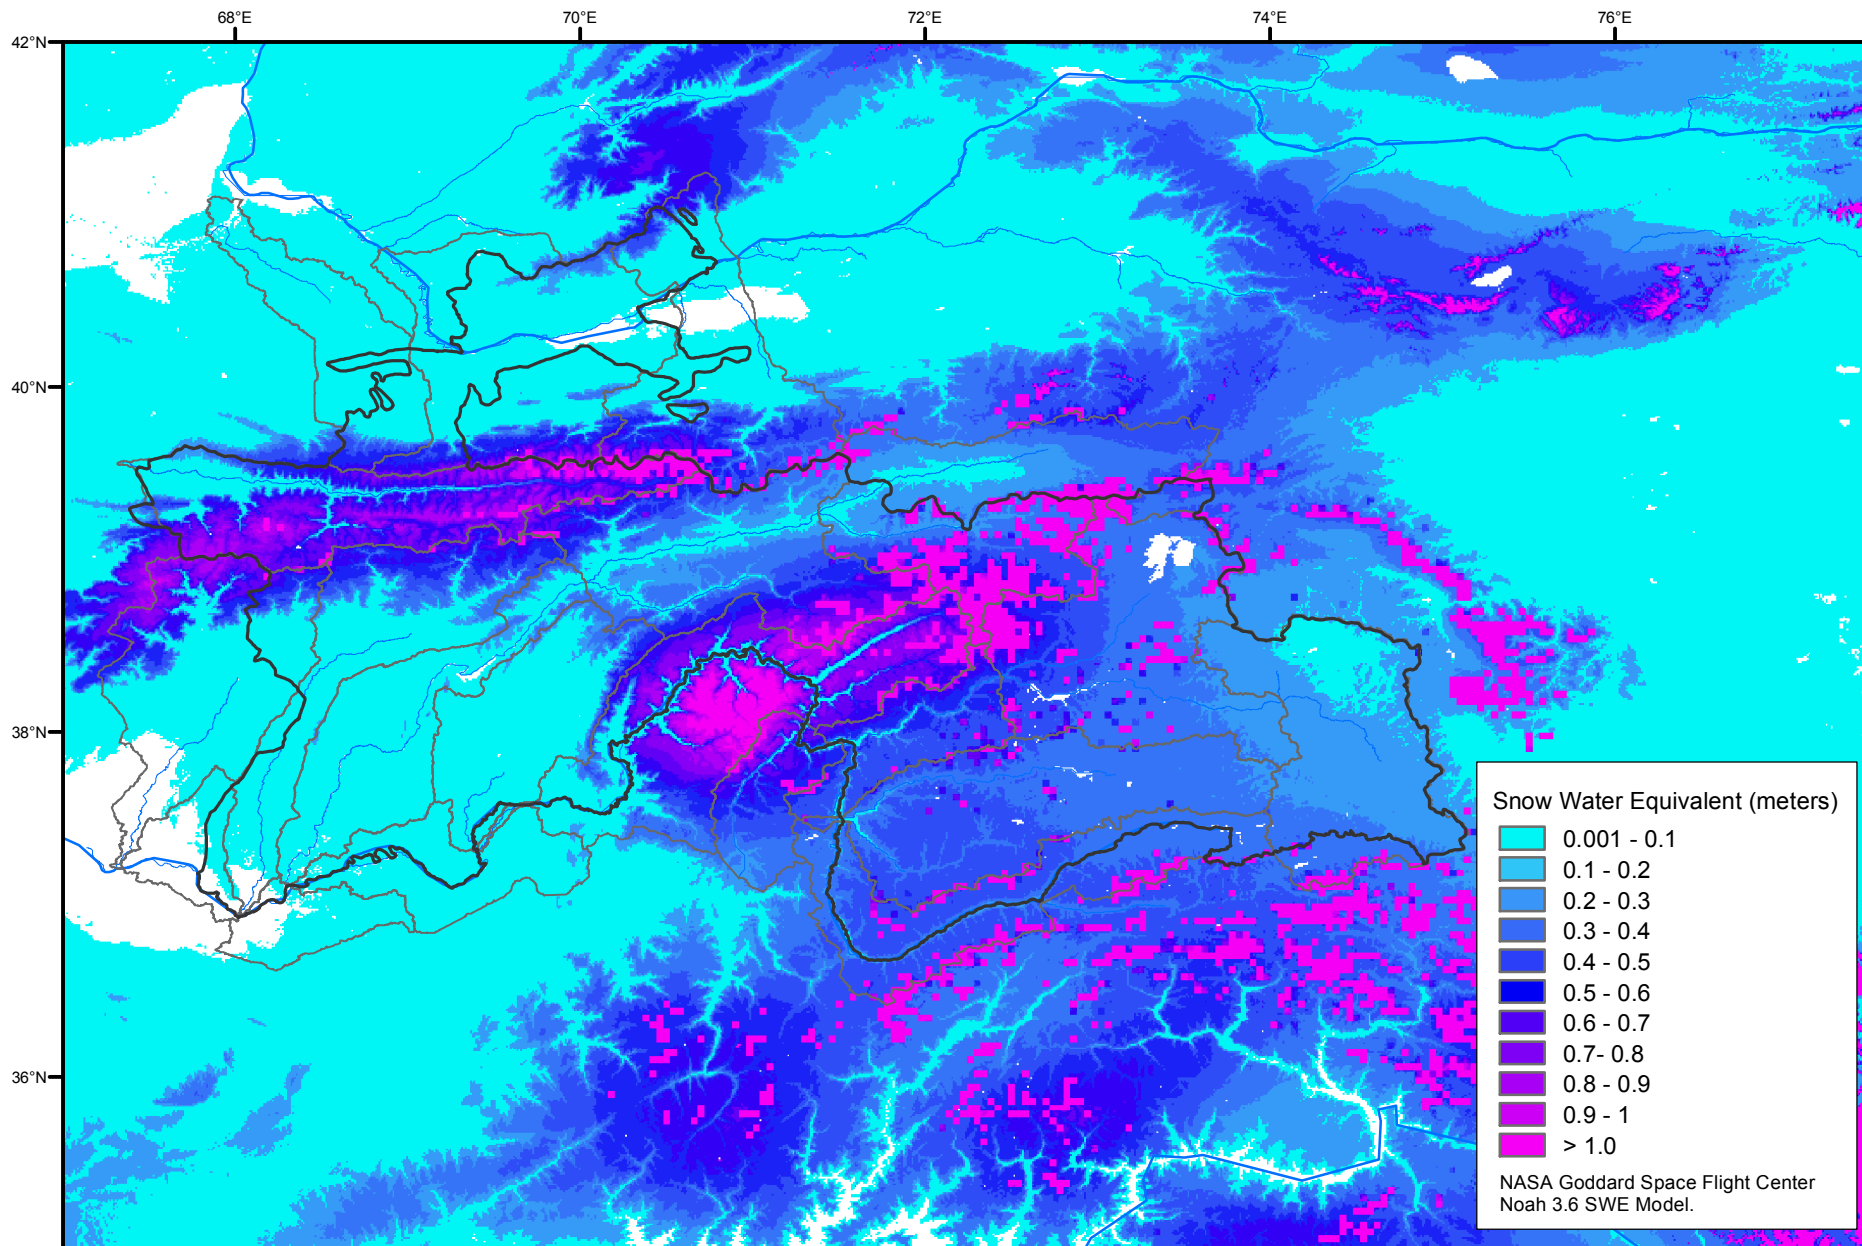 68°E 70°E 72°E 74°E 76°E
42°N
40°N
38°N
36°N
Snow Water Equivalent (meters)
0.001 - 0.1
0.1 - 0.2
0.2 - 0.3
0.3 - 0.4
0.4 - 0.5
0.5 - 0.6
0.6 - 0.7
0.7- 0.8
0.8 - 0.9
0.9 - 1
> 1.0
NASA Goddard Space Flight Center
Noah 3.6 SWE Model.